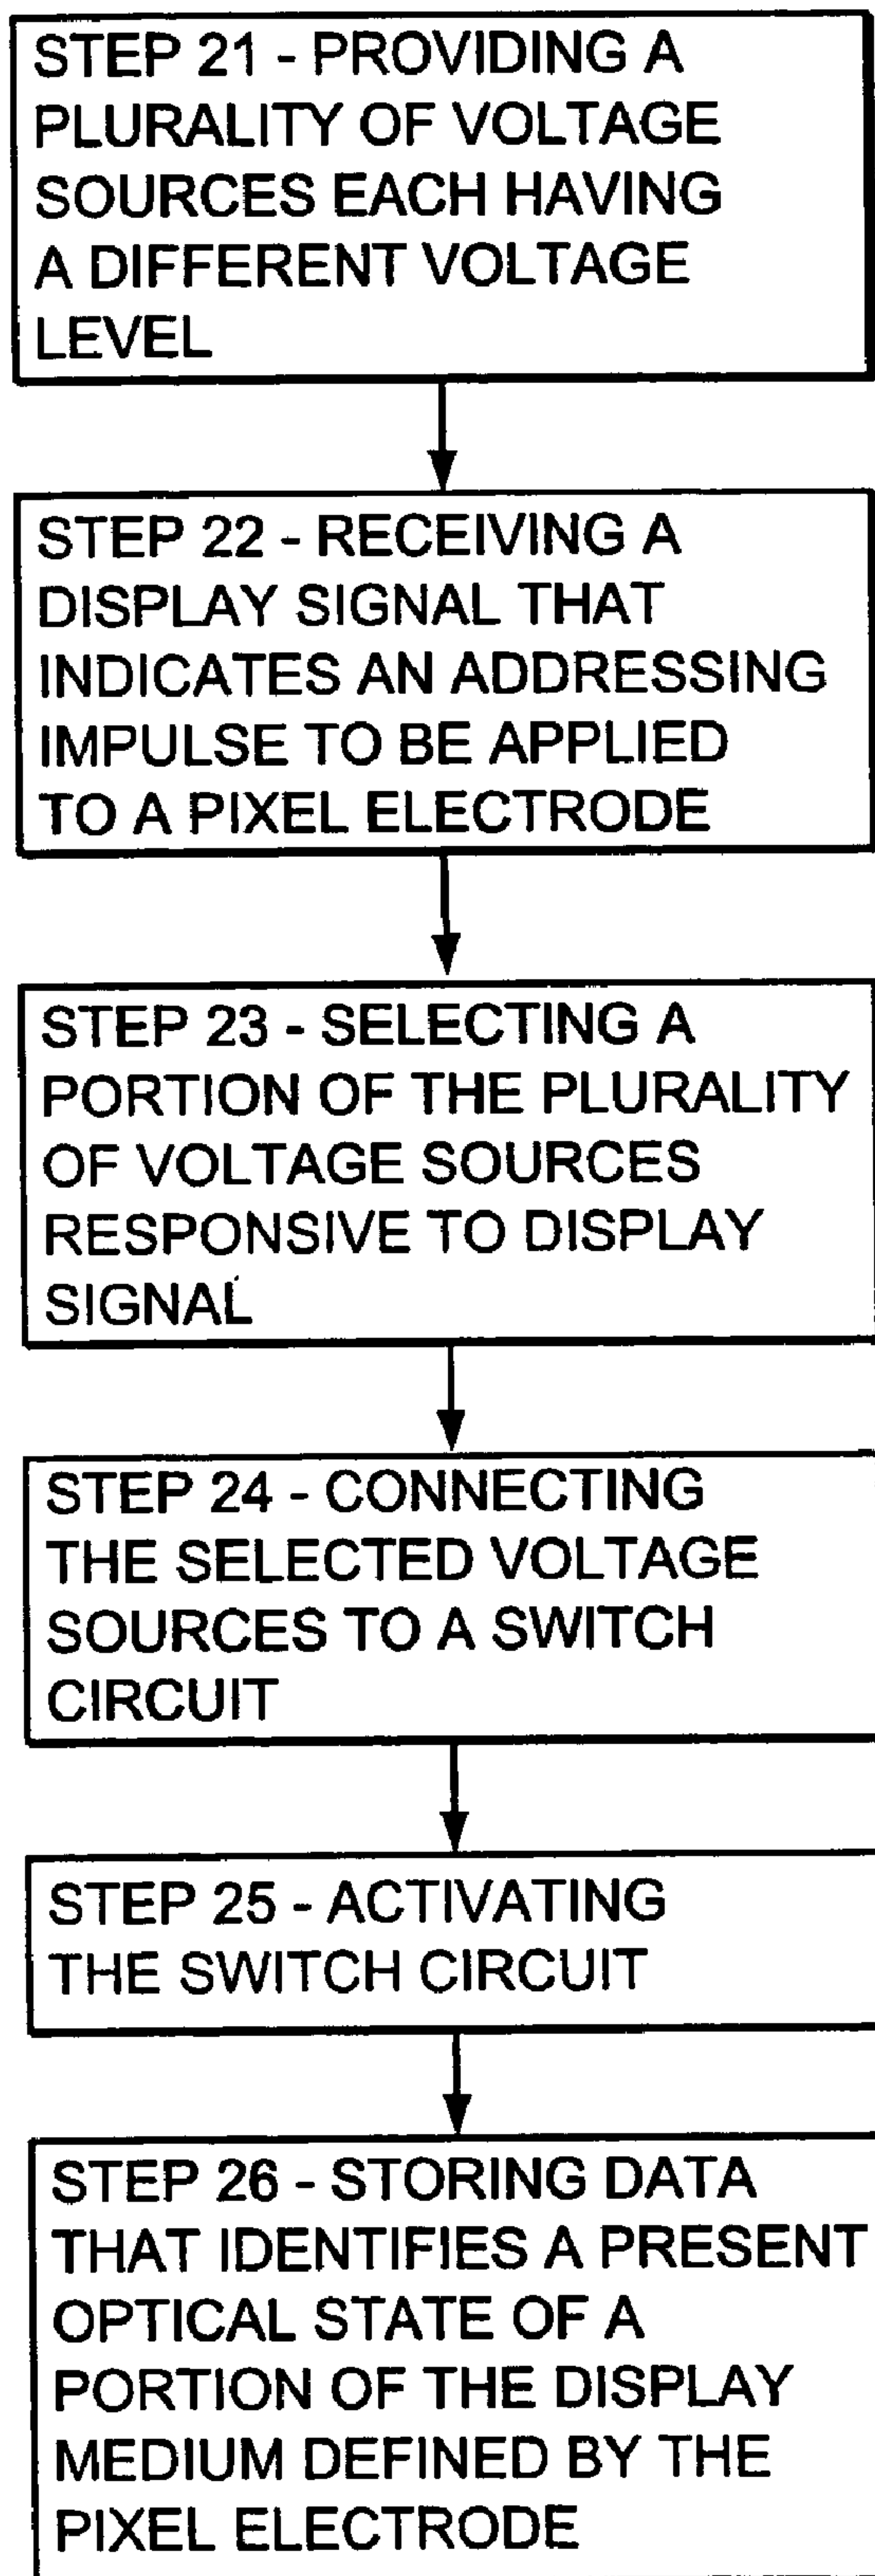 STEP 21 - PROVIDING A
PLURALITY OF VOLTAGE
SOURCES EACH HAVING
A DIFFERENT VOLTAGE
LEVEL
STEP 22 - RECEIVING A
DISPLAY SIGNAL THAT
INDICATES AN ADDRESSING
IMPULSE TO BE APPLIED
TO A PIXEL ELECTRODE
STEP 23 - SELECTING A
PORTION OF THE PLURALITY
OF VOLTAGE SOURCES
RESPONSIVE TO DISPLAY
SIGNAL
STEP 24 - CONNECTING
THE SELECTED VOLTAGE
SOURCES TO A SWITCH
CIRCUIT
STEP 25 - ACTIVATING
THE SWITCH CIRCUIT
STEP 26 - STORING DATA
THAT IDENTIFIES A PRESENT
OPTICAL STATE OF A
PORTION OF THE DISPLAY
MEDIUM DEFINED BY THE
PIXEL ELECTRODE